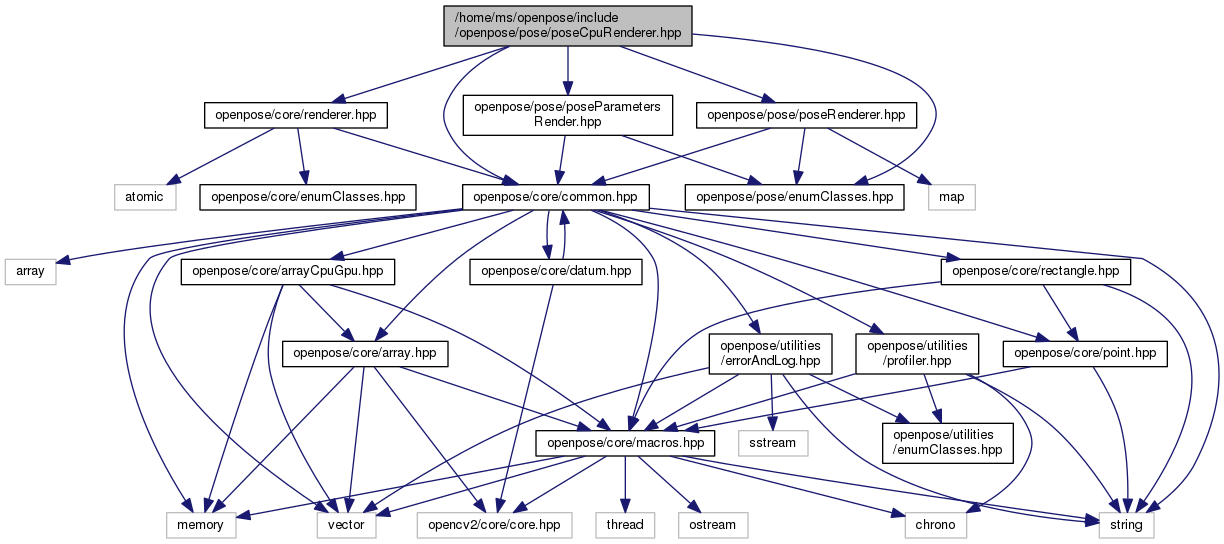 /home/ms/openpose/include
/openpose/pose/poseCpuRenderer.hpp
openpose/core/renderer.hpp
openpose/pose/poseParameters
Render.hpp
openpose/pose/poseRenderer.hpp
atomic
openpose/core/enumClasses.hpp
openpose/core/common.hpp
openpose/pose/enumClasses.hpp
map
array
openpose/core/arrayCpuGpu.hpp
openpose/core/datum.hpp
openpose/core/rectangle.hpp
openpose/core/array.hpp
openpose/utilities
/errorAndLog.hpp
openpose/utilities
/profiler.hpp
openpose/core/point.hpp
openpose/core/macros.hpp
sstream
openpose/utilities
/enumClasses.hpp
memory
vector
opencv2/core/core.hpp
thread
ostream
chrono
string